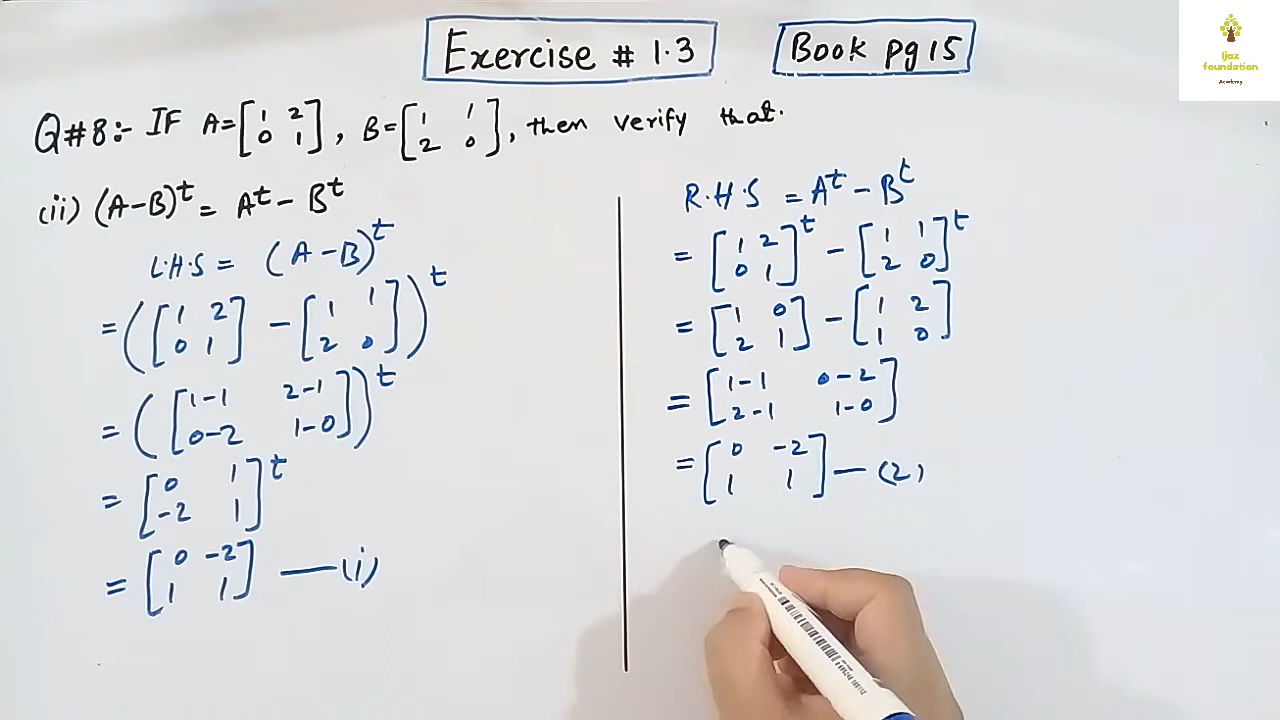 Exercise # 1.3
Book pg 15
Ijaz
foundation
Academy
Q#8:- IF A=[1 2
0 1], B=[1 1
2 0], then verify that.
(ii) (A-B)^t = A^t - B^t
L.H.S = (A-B)^t
=([1 2
0 1] - [1 1
2 0])^t
=([1-1 2-1
0-2 1-0])^t
=[0 1
-2 1]^t
=[0 -2
1 1] —(i)
R.H.S = A^t - B^t
=[1 2
0 1]^t - [1 1
2 0]^t
=[1 0
2 1] - [1 2
1 0]
=[1-1 0-2
2-1 1-0]
=[0 -2
1 1] —(2)